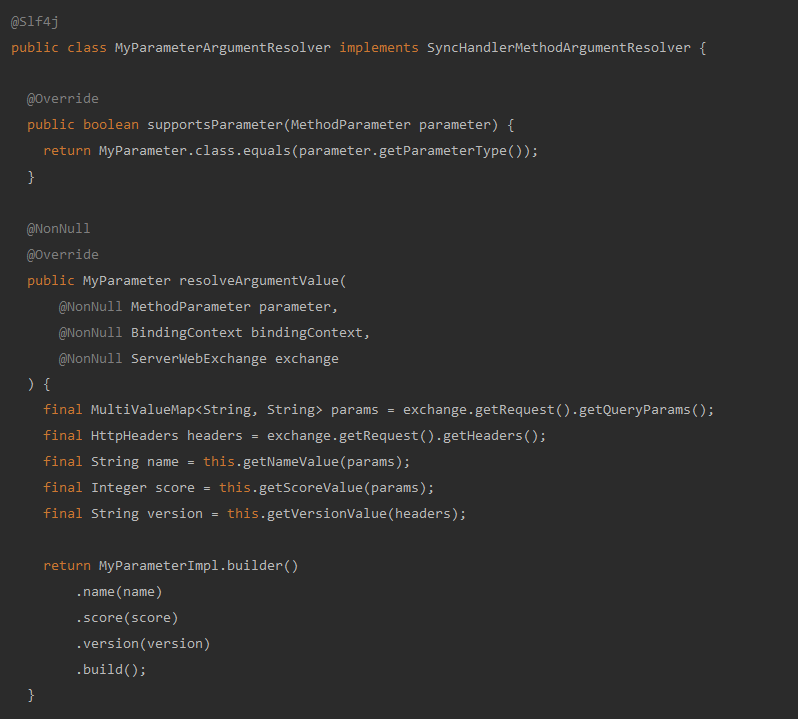 @Slf4j
public class MyParameterArgumentResolver implements SyncHandlerMethodArgumentResolver {
@Override
public boolean supportsParameter(MethodParameter parameter) {
return MyParameter.class.equals(parameter.getParameterType());
}
@NonNull
@Override
public MyParameter resolveArgumentValue(
@NonNull MethodParameter parameter,
@NonNull BindingContext bindingContext,
@NonNull ServerWebExchange exchange
) {
final MultiValueMap<String, String> params = exchange.getRequest().getQueryParams();
final HttpHeaders headers = exchange.getRequest().getHeaders();
final String name = this.getNameValue(params);
final Integer score = this.getScoreValue(params);
final String version = this.getVersionValue(headers);
return MyParameterImpl.builder()
.name(name)
.score(score)
.version(version)
.build();
}